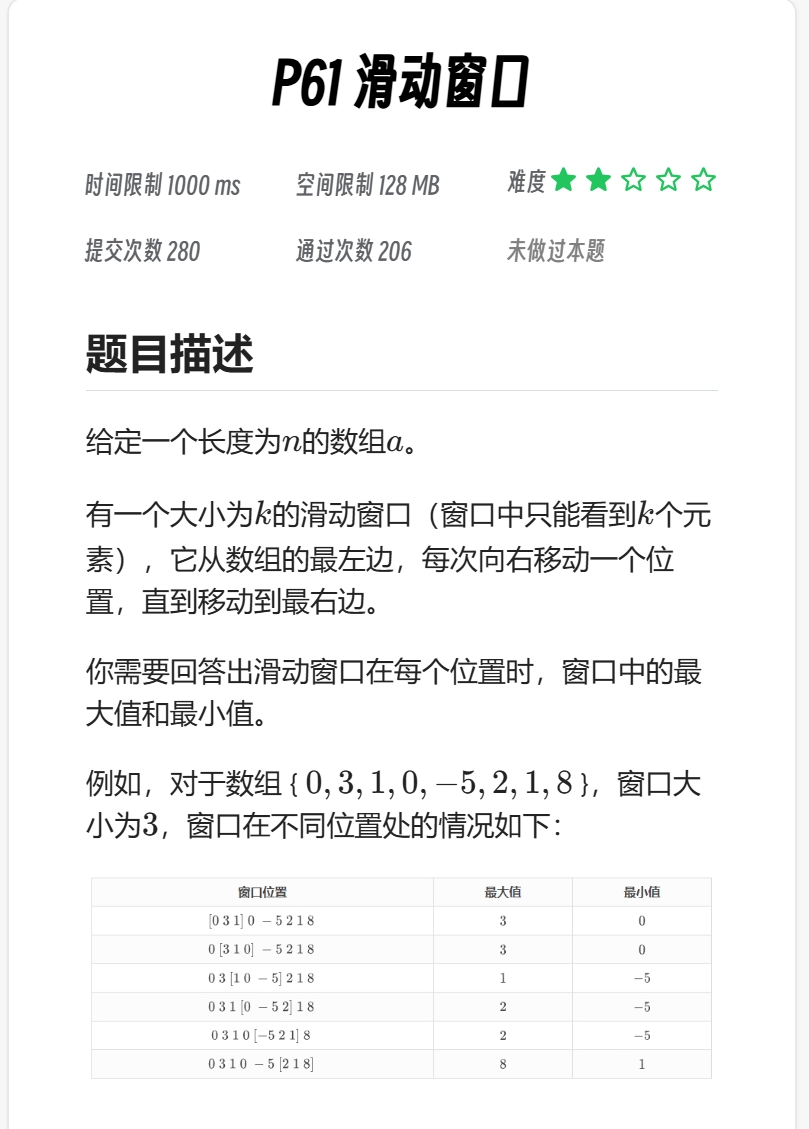 P61 滑动窗口
时间限制 1000 ms 空间限制 128 MB 难度
提交次数 280 通过次数 206 未做过本题
题目描述
给定一个长度为n的数组a。
有一个大小为k的滑动窗口（窗口中只能看到k个元
素），它从数组的最左边，每次向右移动一个位
置，直到移动到最右边。
你需要回答出滑动窗口在每个位置时，窗口中的最
大值和最小值。
例如，对于数组 { 0, 3, 1, 0, −5, 2, 1, 8 }，窗口大
小为3，窗口在不同位置处的情况如下：
窗口位置 最大值 最小值
[0 3 1] 0 − 5 2 1 8 3 0
0 [3 1 0] − 5 2 1 8 3 0
0 3 [1 0 − 5] 2 1 8 1 −5
0 3 1 [0 − 5 2] 1 8 2 −5
0 3 1 0 [−5 2 1] 8 2 −5
0 3 1 0 − 5 [2 1 8] 8 1